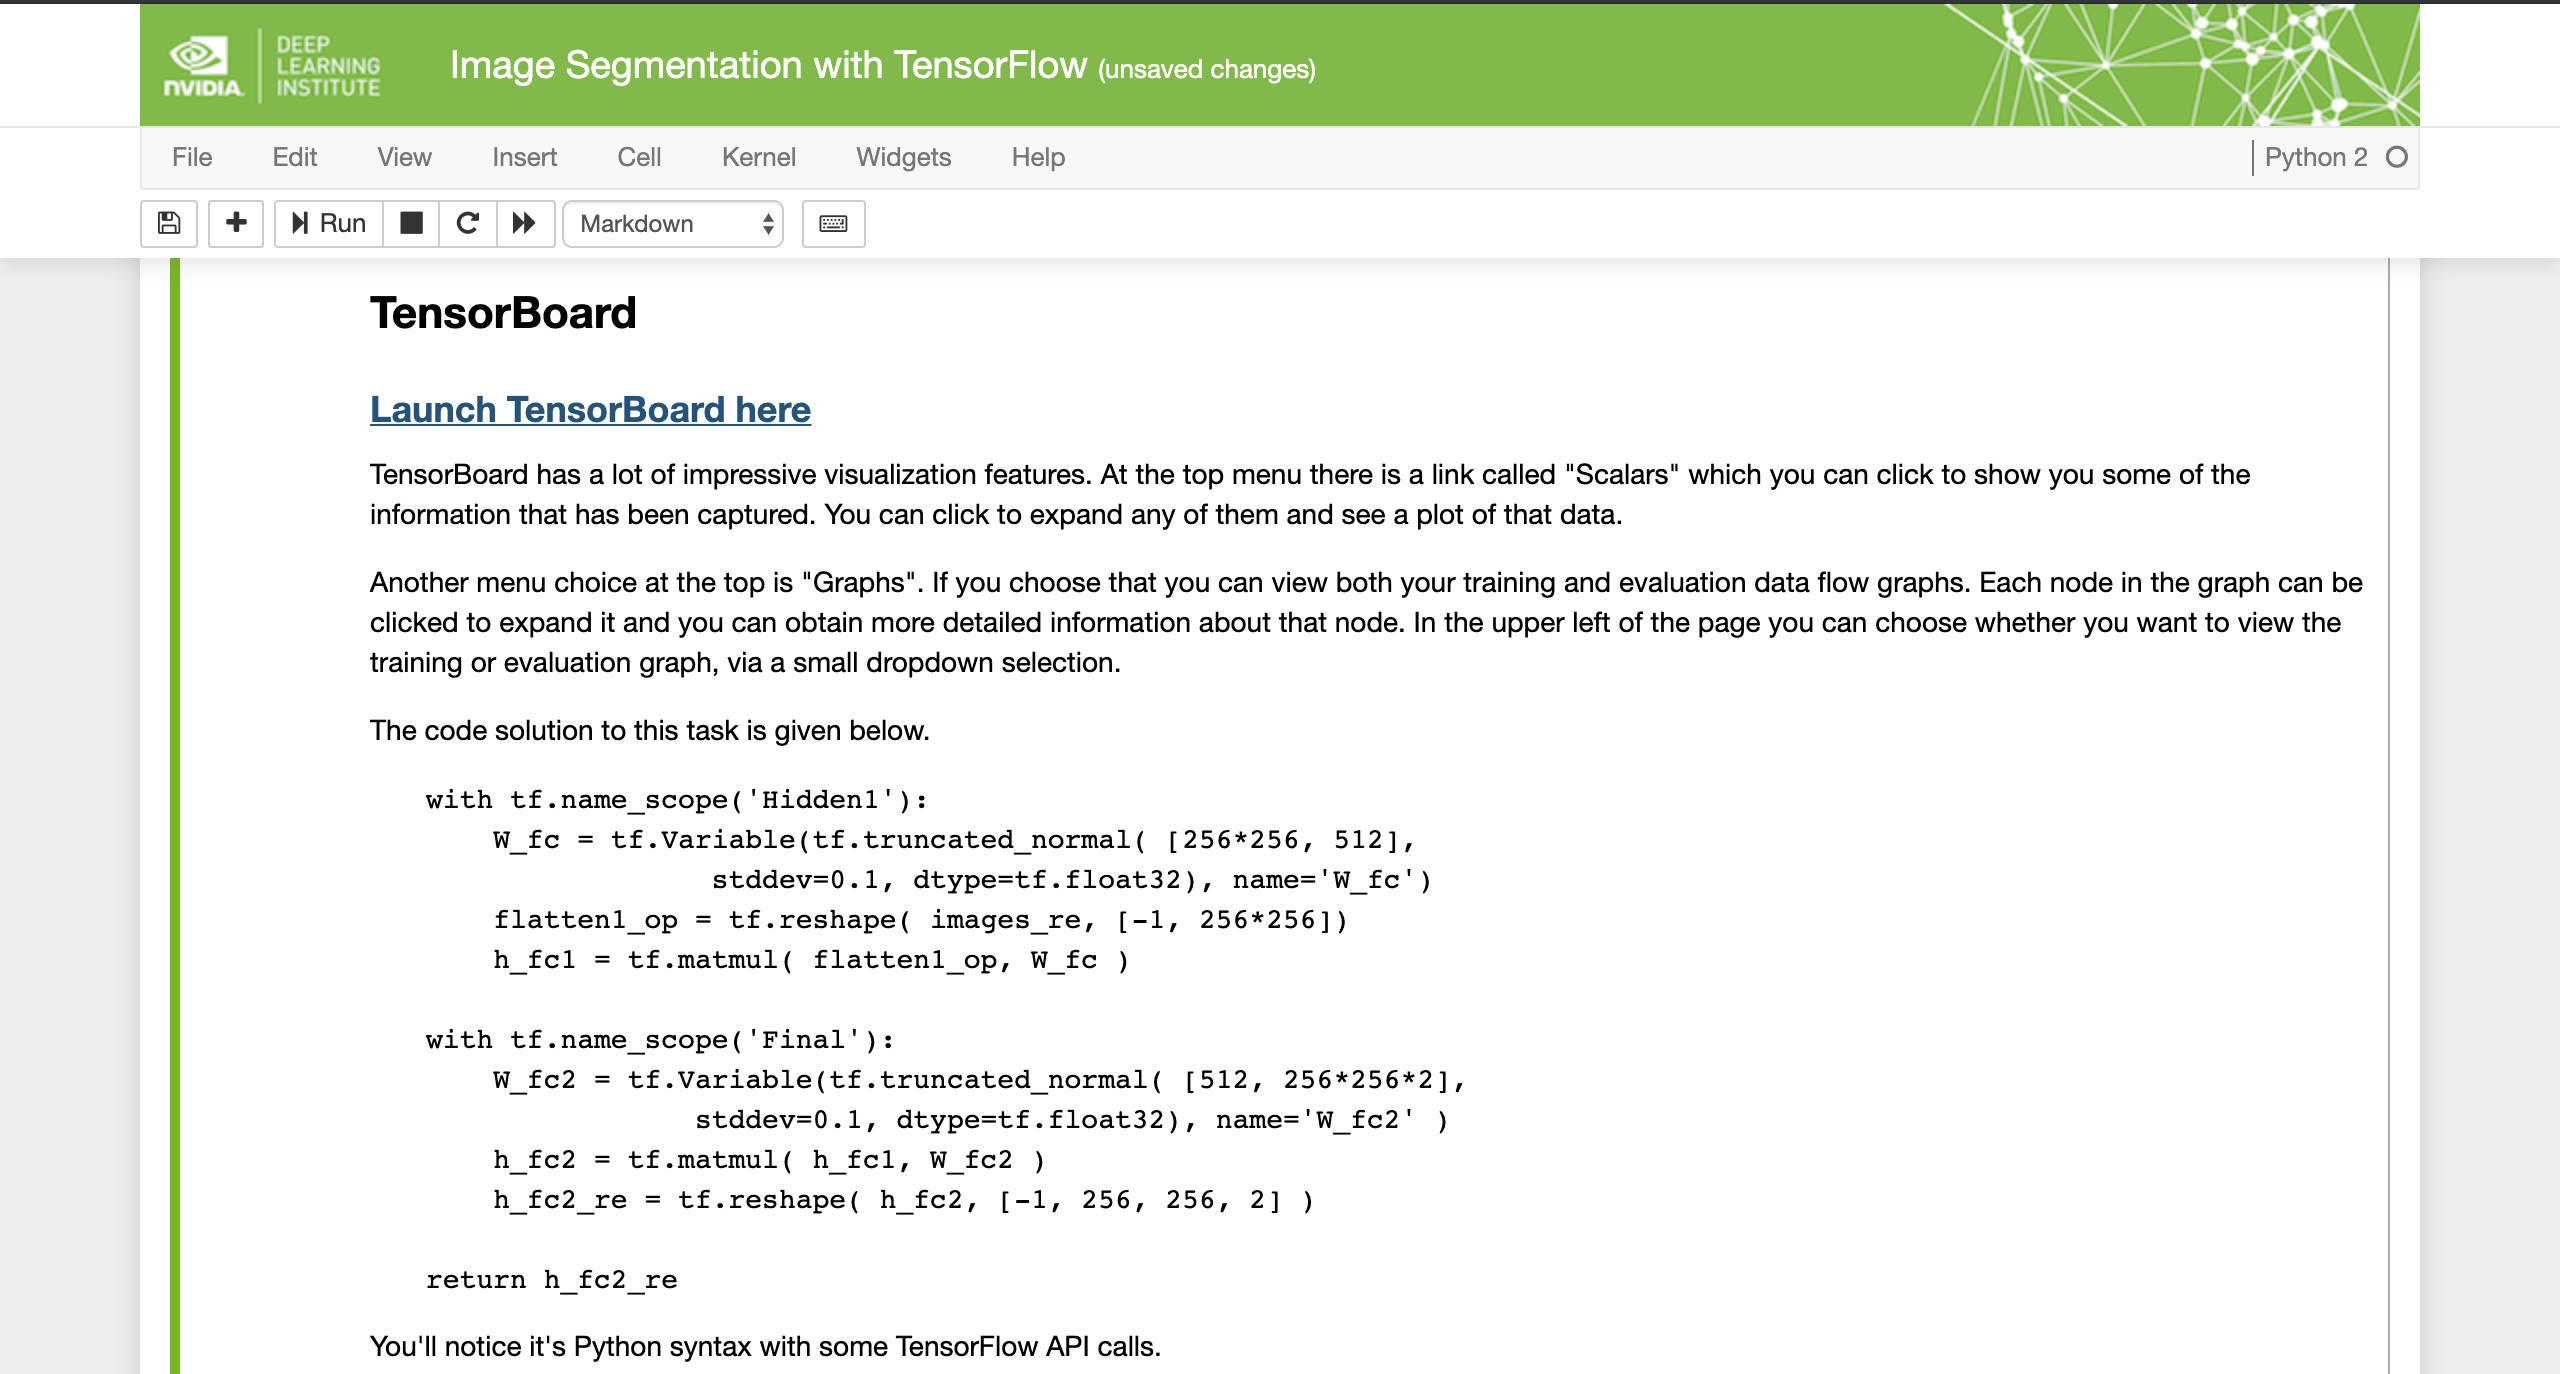 NVIDIA.
DEEP
LEARNING
INSTITUTE
Image Segmentation with TensorFlow (unsaved changes)
File Edit View Insert Cell Kernel Widgets Help Python 2
Run Markdown
TensorBoard
Launch TensorBoard here
TensorBoard has a lot of impressive visualization features. At the top menu there is a link called "Scalars" which you can click to show you some of the
information that has been captured. You can click to expand any of them and see a plot of that data.
Another menu choice at the top is "Graphs". If you choose that you can view both your training and evaluation data flow graphs. Each node in the graph can be
clicked to expand it and you can obtain more detailed information about that node. In the upper left of the page you can choose whether you want to view the
training or evaluation graph, via a small dropdown selection.
The code solution to this task is given below.
with tf.name_scope('Hidden1'):
    W_fc = tf.Variable(tf.truncated_normal( [256*256, 512],
                 stddev=0.1, dtype=tf.float32), name='W_fc')
    flatten1_op = tf.reshape( images_re, [-1, 256*256])
    h_fc1 = tf.matmul( flatten1_op, W_fc )
with tf.name_scope('Final'):
    W_fc2 = tf.Variable(tf.truncated_normal( [512, 256*256*2],
                stddev=0.1, dtype=tf.float32), name='W_fc2' )
    h_fc2 = tf.matmul( h_fc1, W_fc2 )
    h_fc2_re = tf.reshape( h_fc2, [-1, 256, 256, 2] )
return h_fc2_re
You'll notice it's Python syntax with some TensorFlow API calls.